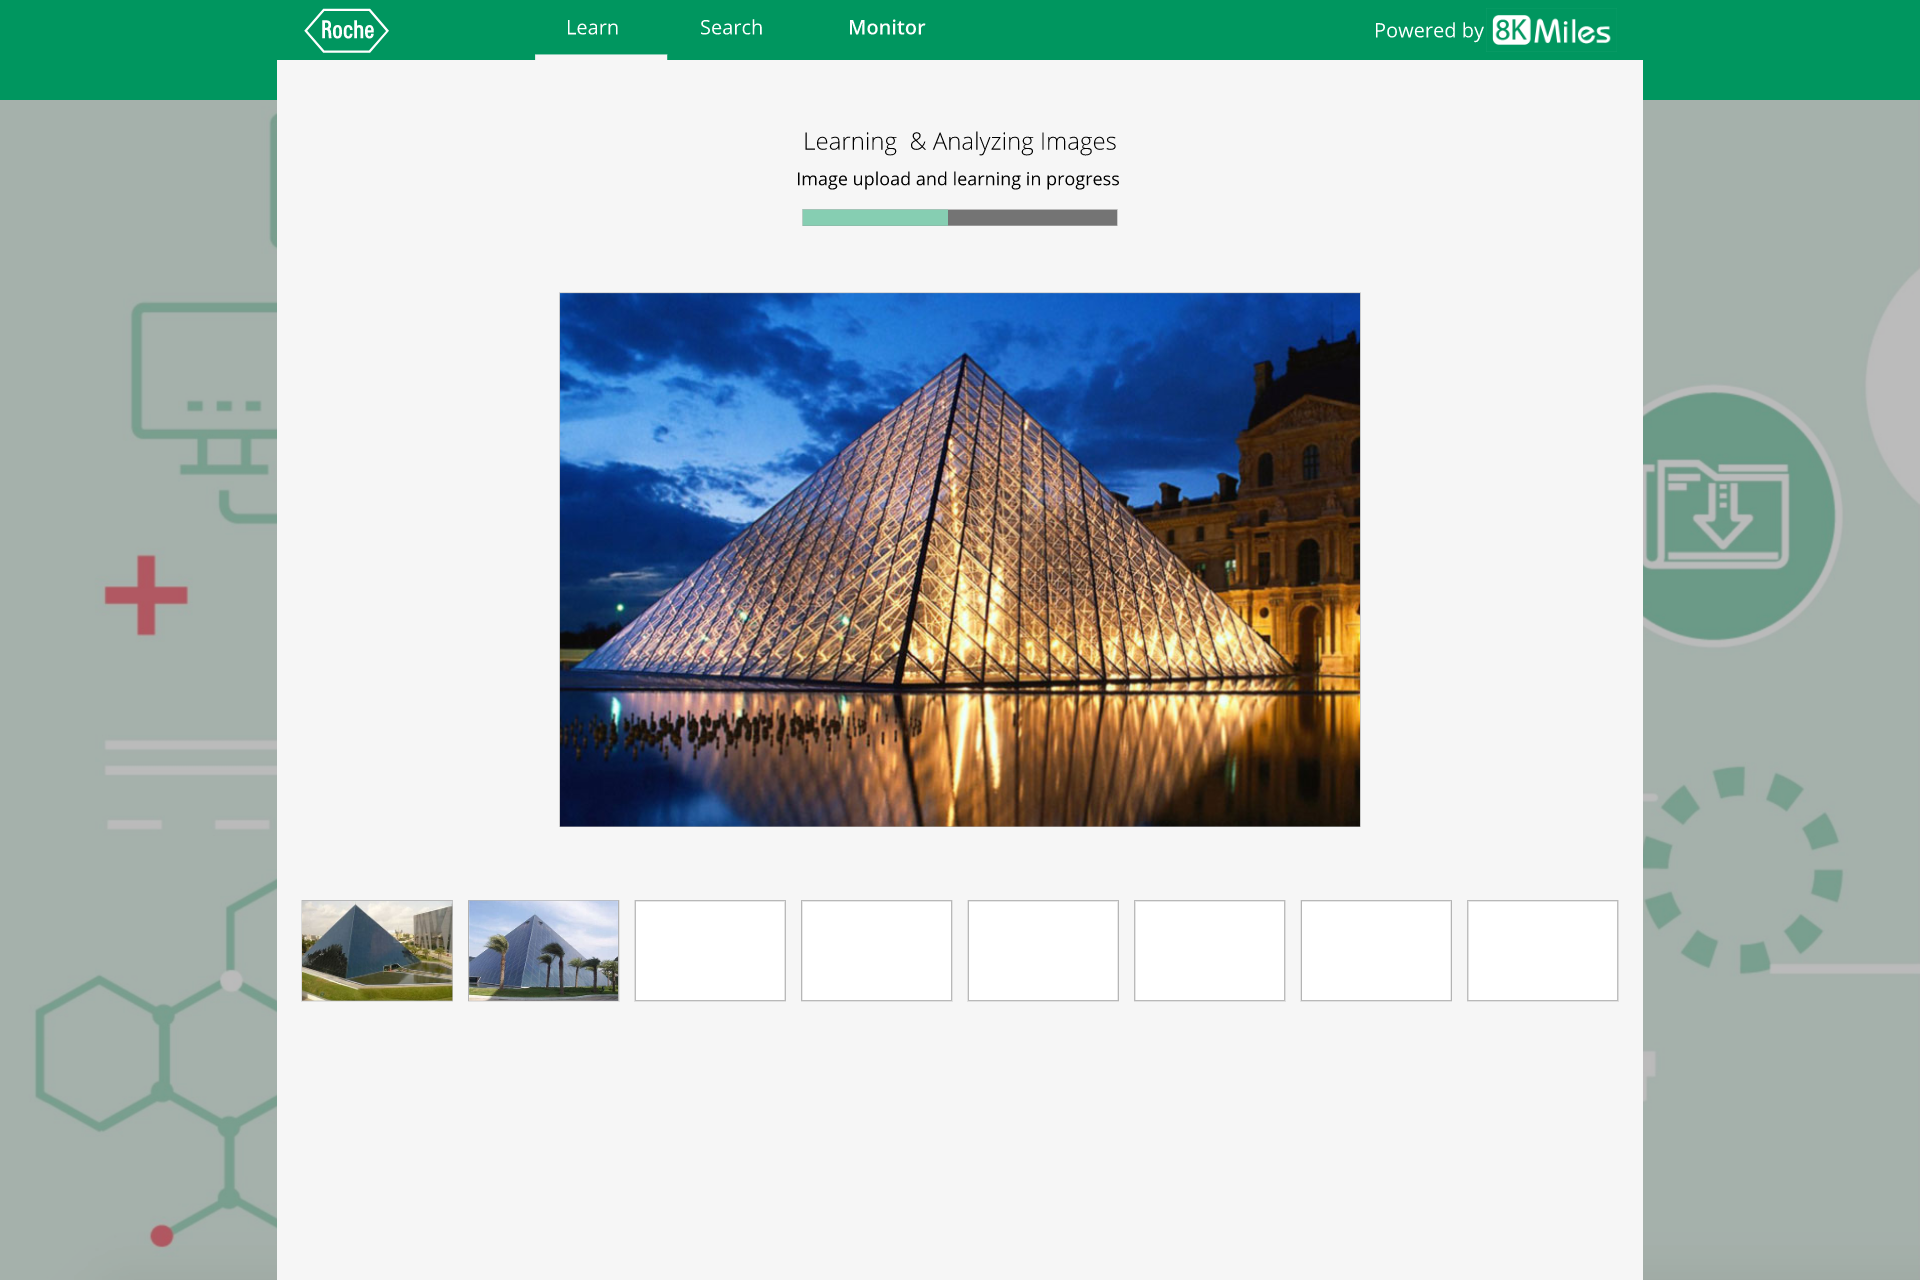 Roche
Learn
Search
Monitor
Powered by 8K Miles
Learning & Analyzing Images
Image upload and learning in progress